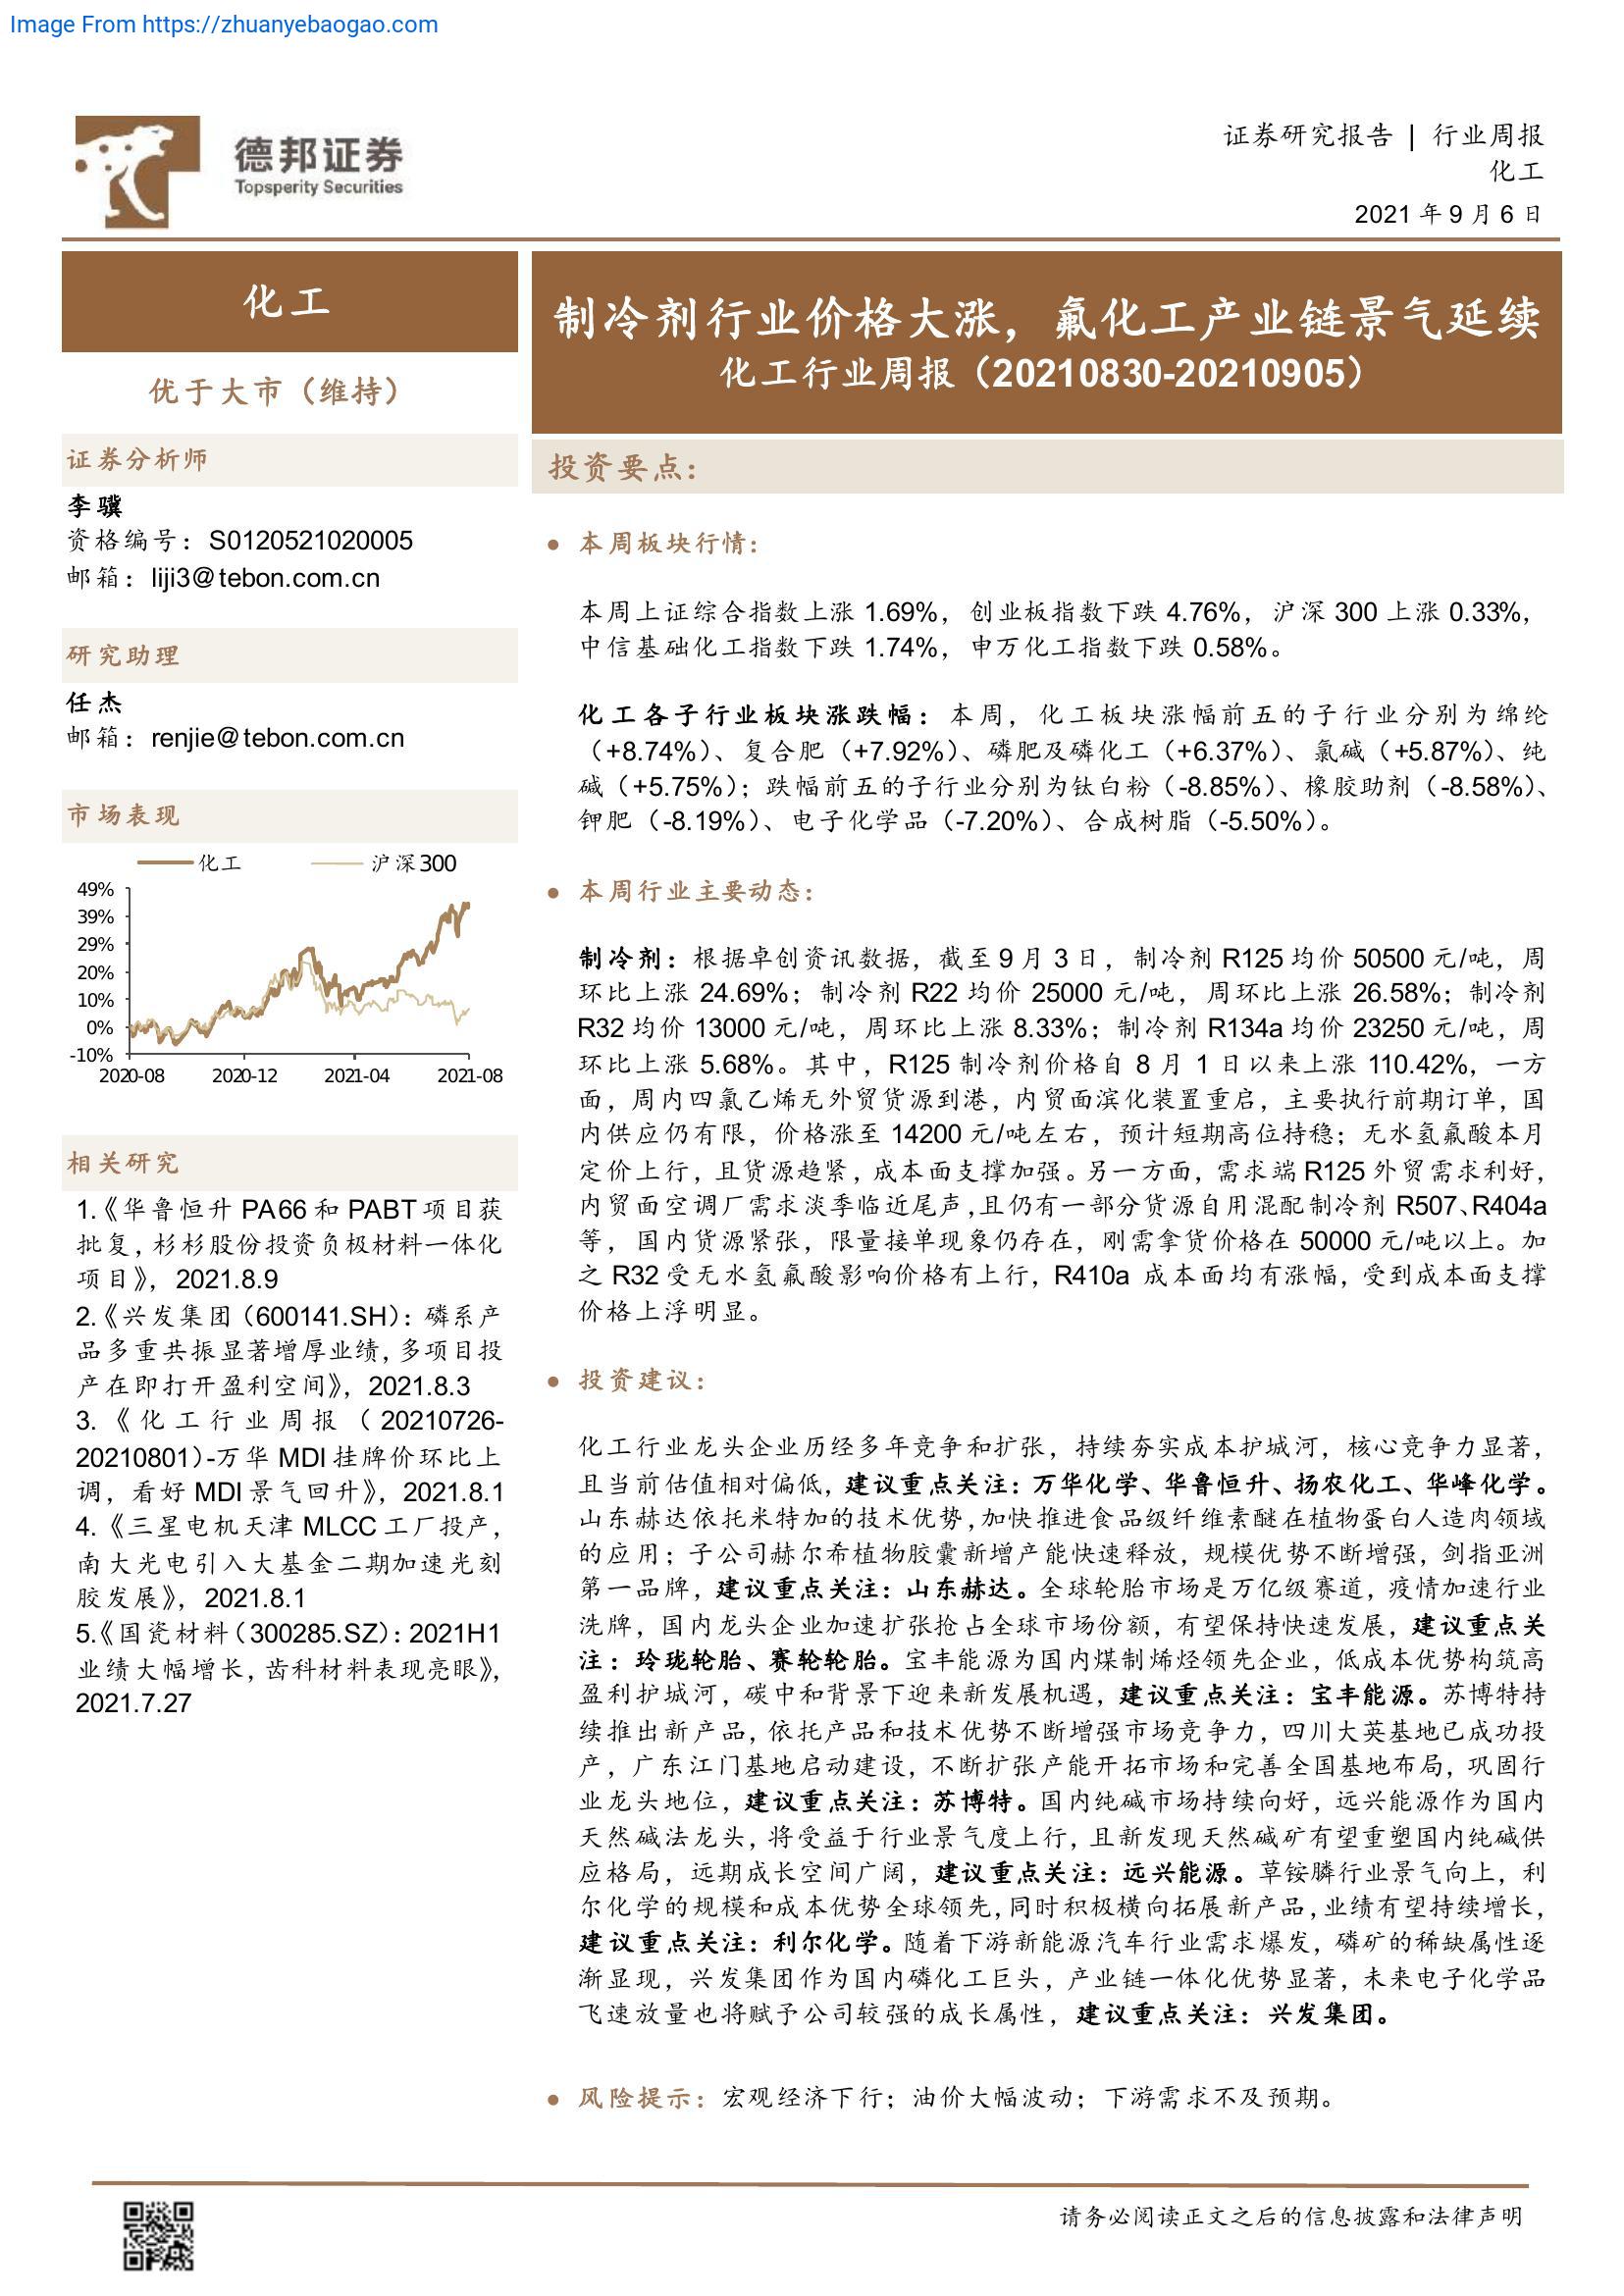 Image From https://zhuanyebaogao.com
德邦证券
Topsperity Securities
证券研究报告 | 行业周报
化工
2021 年 9 月 6 日
化工
优于大市（维持）
证券分析师
李骥
资格编号：S0120521020005
邮箱：liji3@tebon.com.cn
研究助理
任杰
邮箱：renjie@tebon.com.cn
市场表现
化工 沪深300
49%
39%
29%
20%
10%
0%
-10%
2020-08 2020-12 2021-04 2021-08
相关研究
1.《华鲁恒升 PA66 和 PABT 项目获
批复，杉杉股份投资负极材料一体化
项目》，2021.8.9
2.《兴发集团（600141.SH）：磷系产
品多重共振显著增厚业绩，多项目投
产在即打开盈利空间》，2021.8.3
3.《化工行业周报（20210726-
20210801）-万华 MDI 挂牌价环比上
调，看好 MDI 景气回升》，2021.8.1
4.《三星电机天津 MLCC 工厂投产，
南大光电引入大基金二期加速光刻
胶发展》，2021.8.1
5.《国瓷材料（300285.SZ）：2021H1
业绩大幅增长，齿科材料表现亮眼》，
2021.7.27
制冷剂行业价格大涨，氟化工产业链景气延续
化工行业周报（20210830-20210905）
投资要点：
● 本周板块行情：
本周上证综合指数上涨 1.69%，创业板指数下跌 4.76%，沪深 300 上涨 0.33%，
中信基础化工指数下跌 1.74%，申万化工指数下跌 0.58%。
化工各子行业板块涨跌幅：本周，化工板块涨幅前五的子行业分别为绵纶
（+8.74%）、复合肥（+7.92%）、磷肥及磷化工（+6.37%）、氯碱（+5.87%）、纯
碱（+5.75%）；跌幅前五的子行业分别为钛白粉（-8.85%）、橡胶助剂（-8.58%）、
钾肥（-8.19%）、电子化学品（-7.20%）、合成树脂（-5.50%）。
● 本周行业主要动态：
制冷剂：根据卓创资讯数据，截至 9 月 3 日，制冷剂 R125 均价 50500 元/吨，周
环比上涨 24.69%；制冷剂 R22 均价 25000 元/吨，周环比上涨 26.58%；制冷剂
R32 均价 13000 元/吨，周环比上涨 8.33%；制冷剂 R134a 均价 23250 元/吨，周
环比上涨 5.68%。其中，R125 制冷剂价格自 8 月 1 日以来上涨 110.42%，一方
面，周内四氯乙烯无外贸货源到港，内贸面滨化装置重启，主要执行前期订单，国
内供应仍有限，价格涨至 14200 元/吨左右，预计短期高位持稳；无水氢氟酸本月
定价上行，且货源趋紧，成本面支撑加强。另一方面，需求端 R125 外贸需求利好，
内贸面空调厂需求淡季临近尾声，且仍有一部分货源自用混配制冷剂 R507、R404a
等，国内货源紧张，限量接单现象仍存在，刚需拿货价格在 50000 元/吨以上。加
之 R32 受无水氢氟酸影响价格有上行，R410a 成本面均有涨幅，受到成本面支撑
价格上浮明显。
● 投资建议：
化工行业龙头企业历经多年竞争和扩张，持续夯实成本护城河，核心竞争力显著，
且当前估值相对偏低，建议重点关注：万华化学、华鲁恒升、扬农化工、华峰化学。
山东赫达依托米特加的技术优势，加快推进食品级纤维素醚在植物蛋白人造肉领域
的应用；子公司赫尔希植物胶囊新增产能快速释放，规模优势不断增强，剑指亚洲
第一品牌，建议重点关注：山东赫达。全球轮胎市场是万亿级赛道，疫情加速行业
洗牌，国内龙头企业加速扩张抢占全球市场份额，有望保持快速发展，建议重点关
注：玲珑轮胎、赛轮轮胎。宝丰能源为国内煤制烯烃领先企业，低成本优势构筑高
盈利护城河，碳中和背景下迎来新发展机遇，建议重点关注：宝丰能源。苏博特持
续推出新产品，依托产品和技术优势不断增强市场竞争力，四川大英基地已成功投
产，广东江门基地启动建设，不断扩张产能开拓市场和完善全国基地布局，巩固行
业龙头地位，建议重点关注：苏博特。国内纯碱市场持续向好，远兴能源作为国内
天然碱法龙头，将受益于行业景气度上行，且新发现天然碱矿有望重塑国内纯碱供
应格局，远期成长空间广阔，建议重点关注：远兴能源。草铵膦行业景气向上，利
尔化学的规模和成本优势全球领先，同时积极横向拓展新产品，业绩有望持续增长，
建议重点关注：利尔化学。随着下游新能源汽车行业需求爆发，磷矿的稀缺属性逐
渐显现，兴发集团作为国内磷化工巨头，产业链一体化优势显著，未来电子化学品
飞速放量也将赋予公司较强的成长属性，建议重点关注：兴发集团。
● 风险提示：宏观经济下行；油价大幅波动；下游需求不及预期。
请务必阅读正文之后的信息披露和法律声明